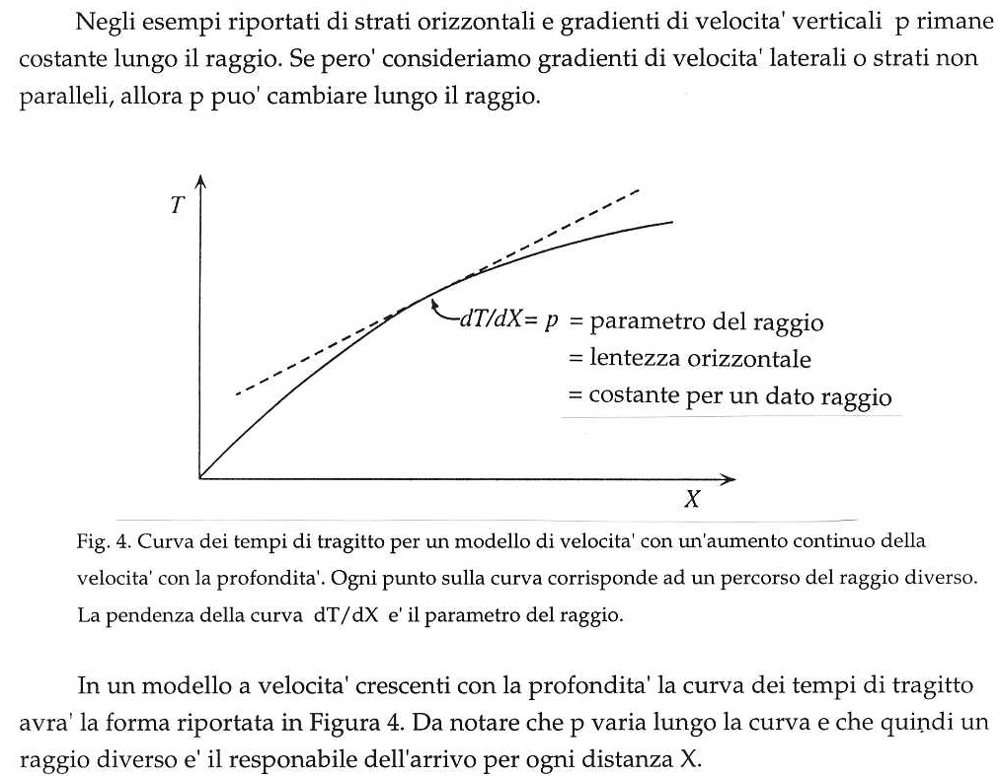 Negli esempi riportati di strati orizzontali e gradienti di velocita' verticali p rimane
costante lungo il raggio. Se pero' consideriamo gradienti di velocita' laterali o strati non
paralleli, allora p puo' cambiare lungo il raggio.
T
dT/dX= p = parametro del raggio
= lentezza orizzontale
= costante per un dato raggio
X
Fig. 4. Curva dei tempi di tragitto per un modello di velocita' con un'aumento continuo della
velocita' con la profondita'. Ogni punto sulla curva corrisponde ad un percorso del raggio diverso.
La pendenza della curva dT/dX e' il parametro del raggio.
In un modello a velocita' crescenti con la profondita' la curva dei tempi di tragitto
avra' la forma riportata in Figura 4. Da notare che p varia lungo la curva e che quindi un
raggio diverso e' il responabile dell'arrivo per ogni distanza X.